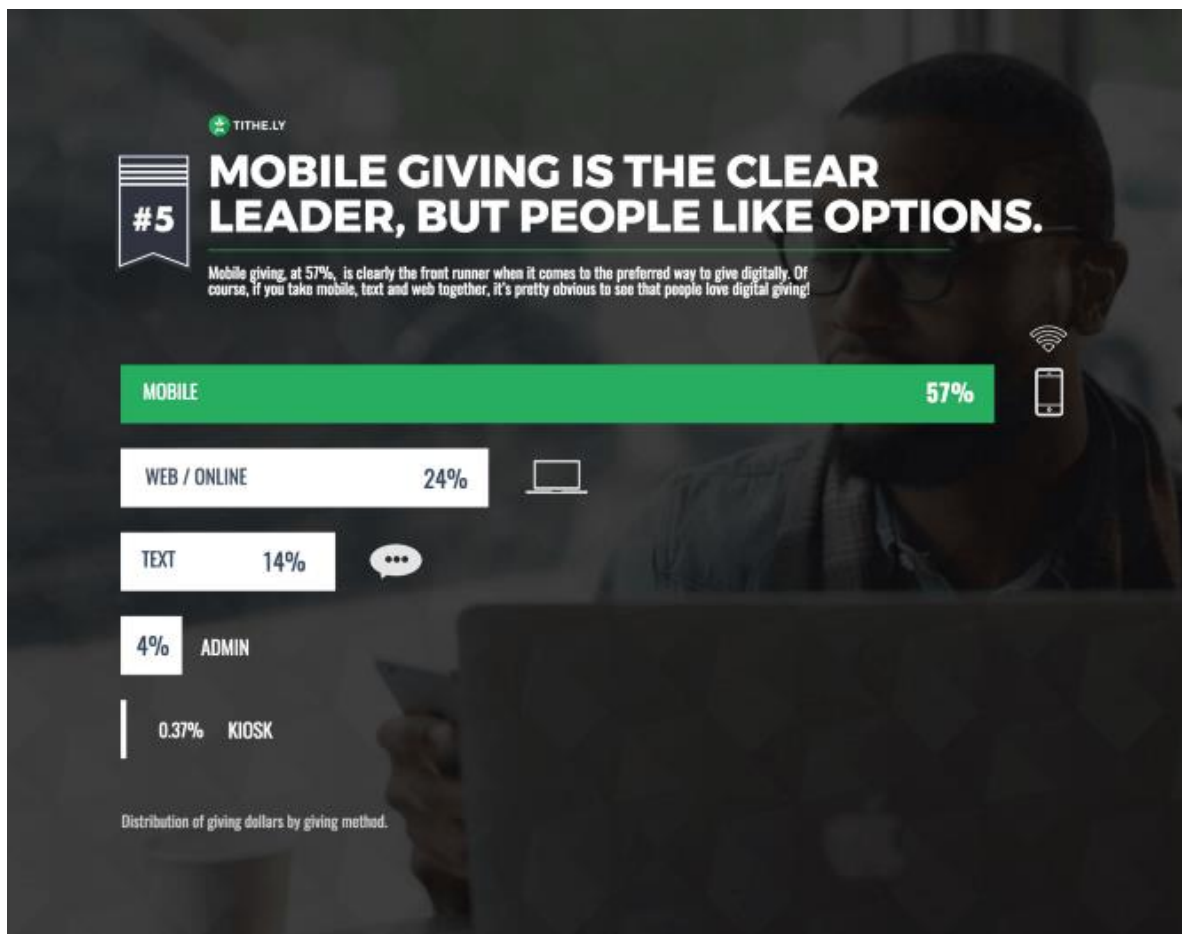 TITHE.LY
#5
MOBILE GIVING IS THE CLEAR
LEADER, BUT PEOPLE LIKE OPTIONS.
Mobile giving, at 57%, is clearly the front runner when it comes to the preferred way to give digitally. Of
course, if you take mobile, text and web together, it's pretty obvious to see that people love digital giving!
MOBILE 57%
WEB / ONLINE 24%
TEXT 14%
4% ADMIN
0.37% KIOSK
Distribution of giving dollars by giving method.